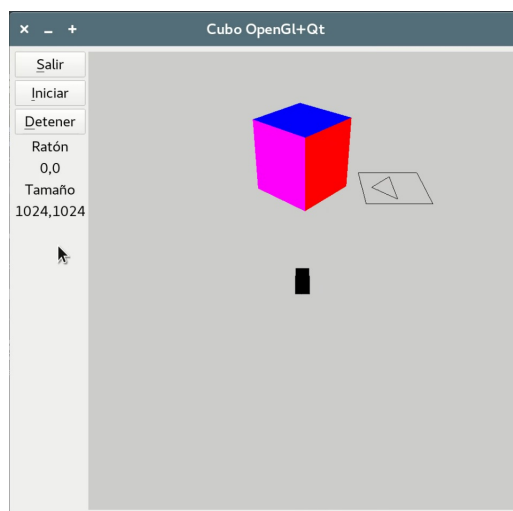 Cubo OpenGl+Qt
Salir
Iniciar
Detener
Ratón
0,0
Tamaño
1024,1024